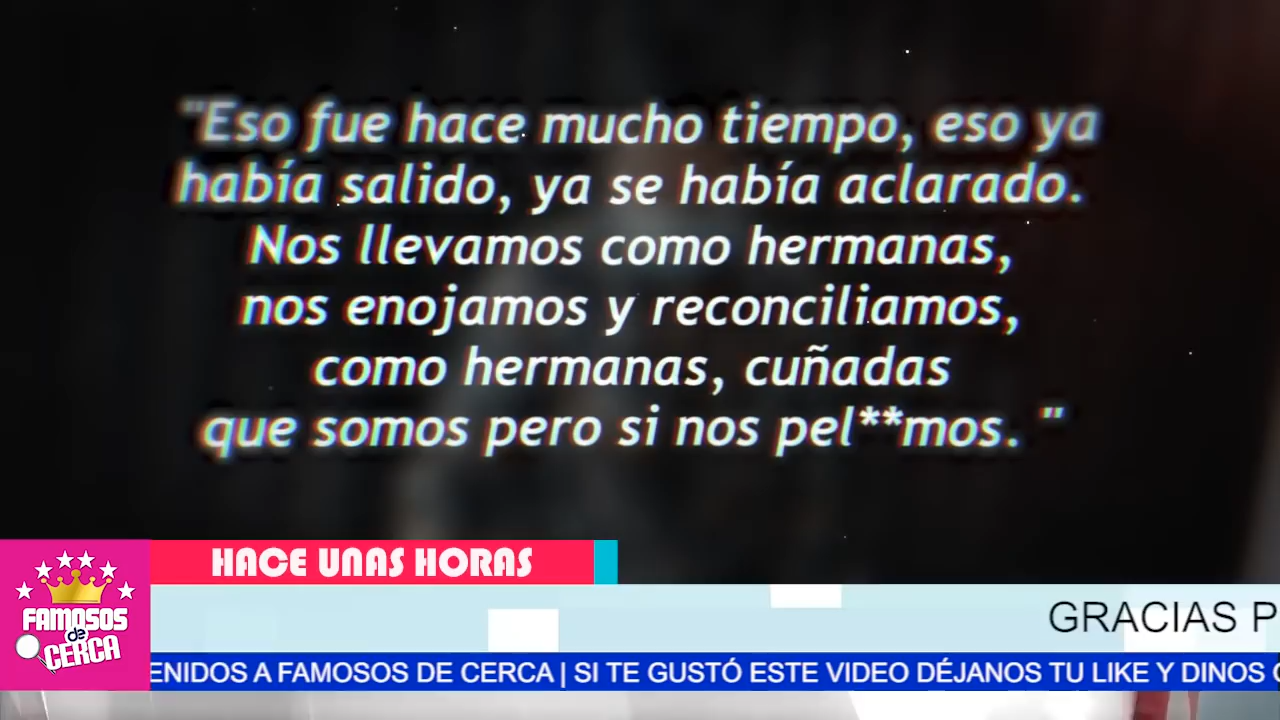 "Eso fue hace mucho tiempo, eso ya
había salido, ya se había aclarado.
Nos llevamos como hermanas,
nos enojamos y reconciliamos,
como hermanas, cuñadas
que somos pero si nos pel**mos. "
HACE UNAS HORAS
FAMOSOS
de
CERCA
GRACIAS P
ENIDOS A FAMOSOS DE CERCA | SI TE GUSTÓ ESTE VIDEO DÉJANOS TU LIKE Y DINOS